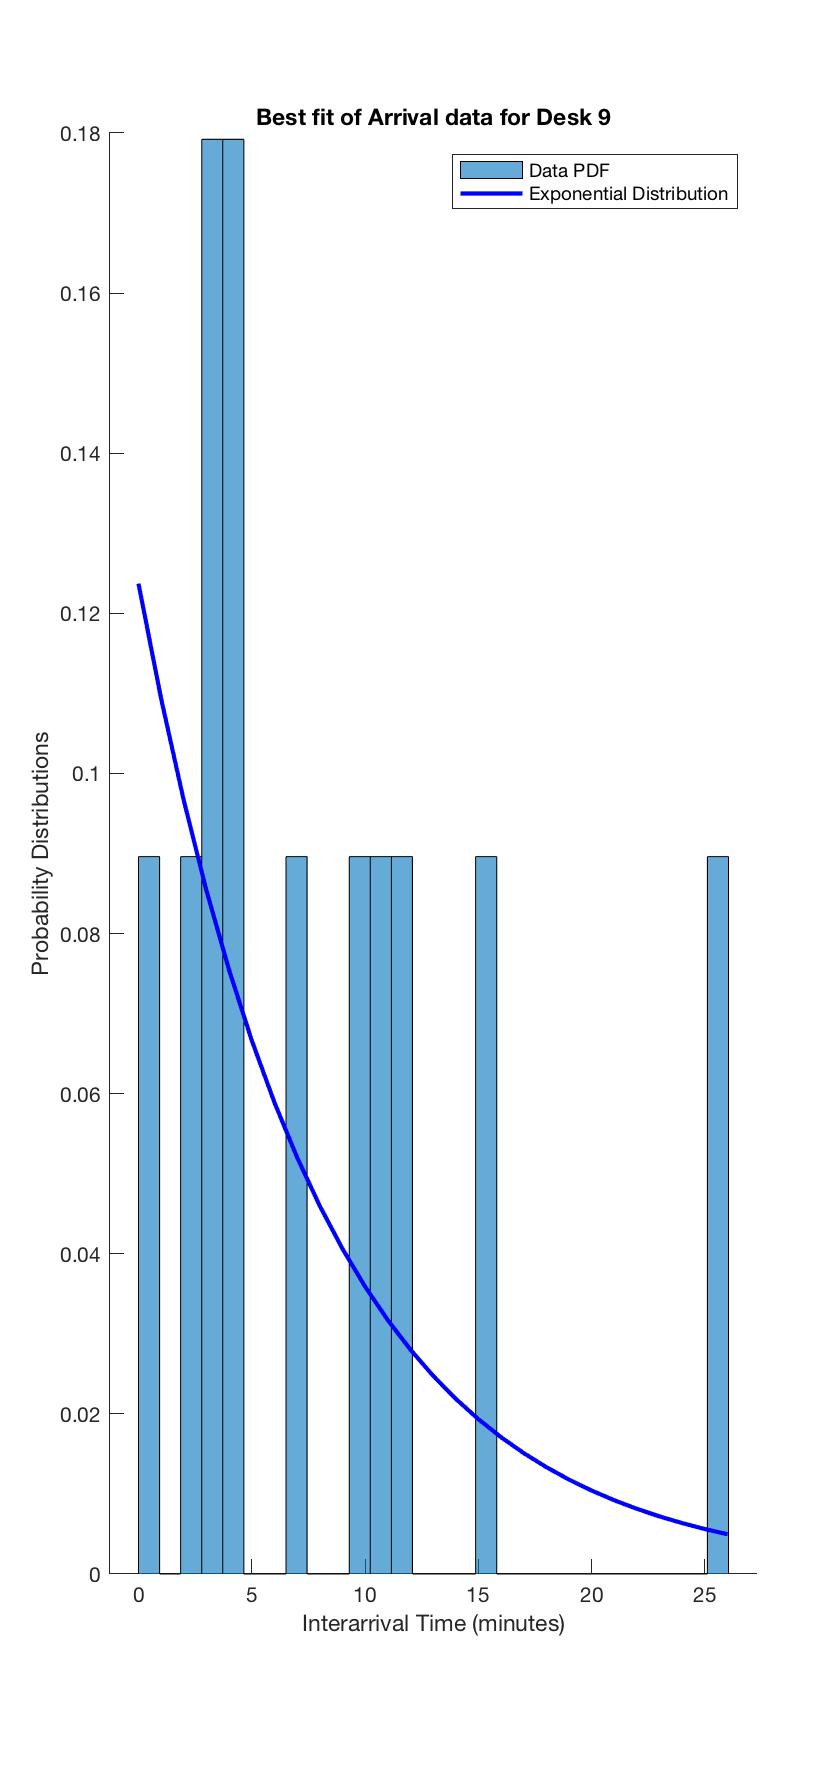 Best fit of Arrival data for Desk 9
Data PDF
Exponential Distribution
0.18
0.16
0.14
0.12
0.1
0.08
0.06
0.04
0.02
0
Probability Distributions
0 5 10 15 20 25
Interarrival Time (minutes)